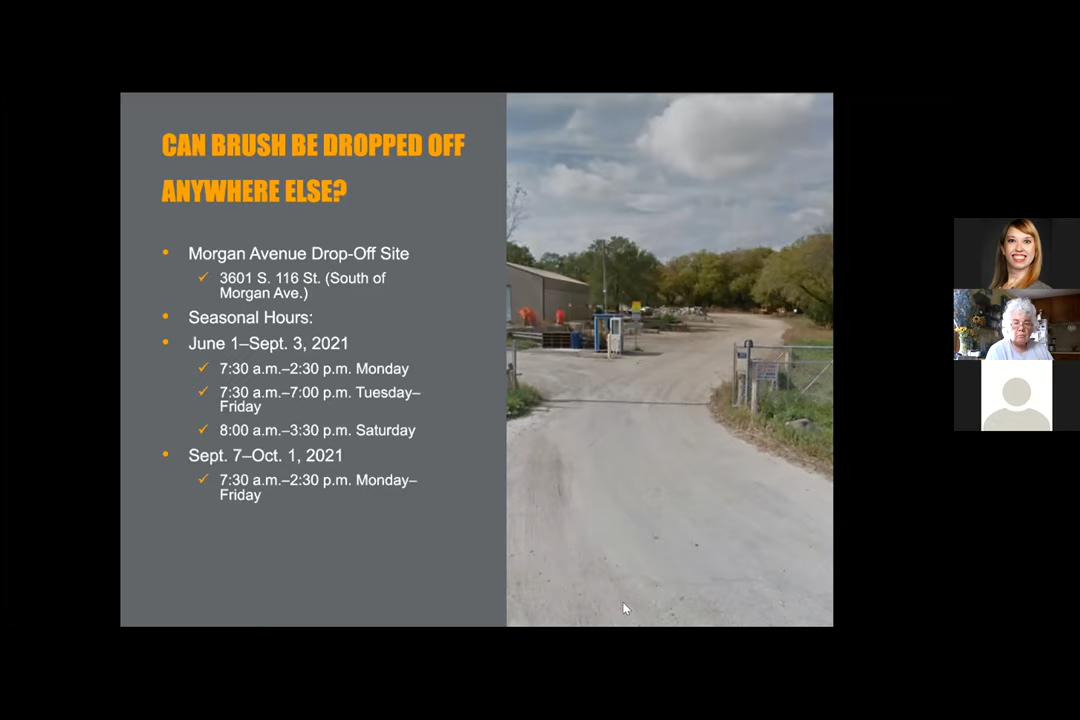 CAN BRUSH BE DROPPED OFF
ANYWHERE ELSE?
• Morgan Avenue Drop-Off Site
✓ 3601 S. 116 St. (South of
Morgan Ave.)
• Seasonal Hours:
• June 1–Sept. 3, 2021
✓ 7:30 a.m.–2:30 p.m. Monday
✓ 7:30 a.m.–7:00 p.m. Tuesday–
Friday
✓ 8:00 a.m.–3:30 p.m. Saturday
• Sept. 7–Oct. 1, 2021
✓ 7:30 a.m.–2:30 p.m. Monday–
Friday